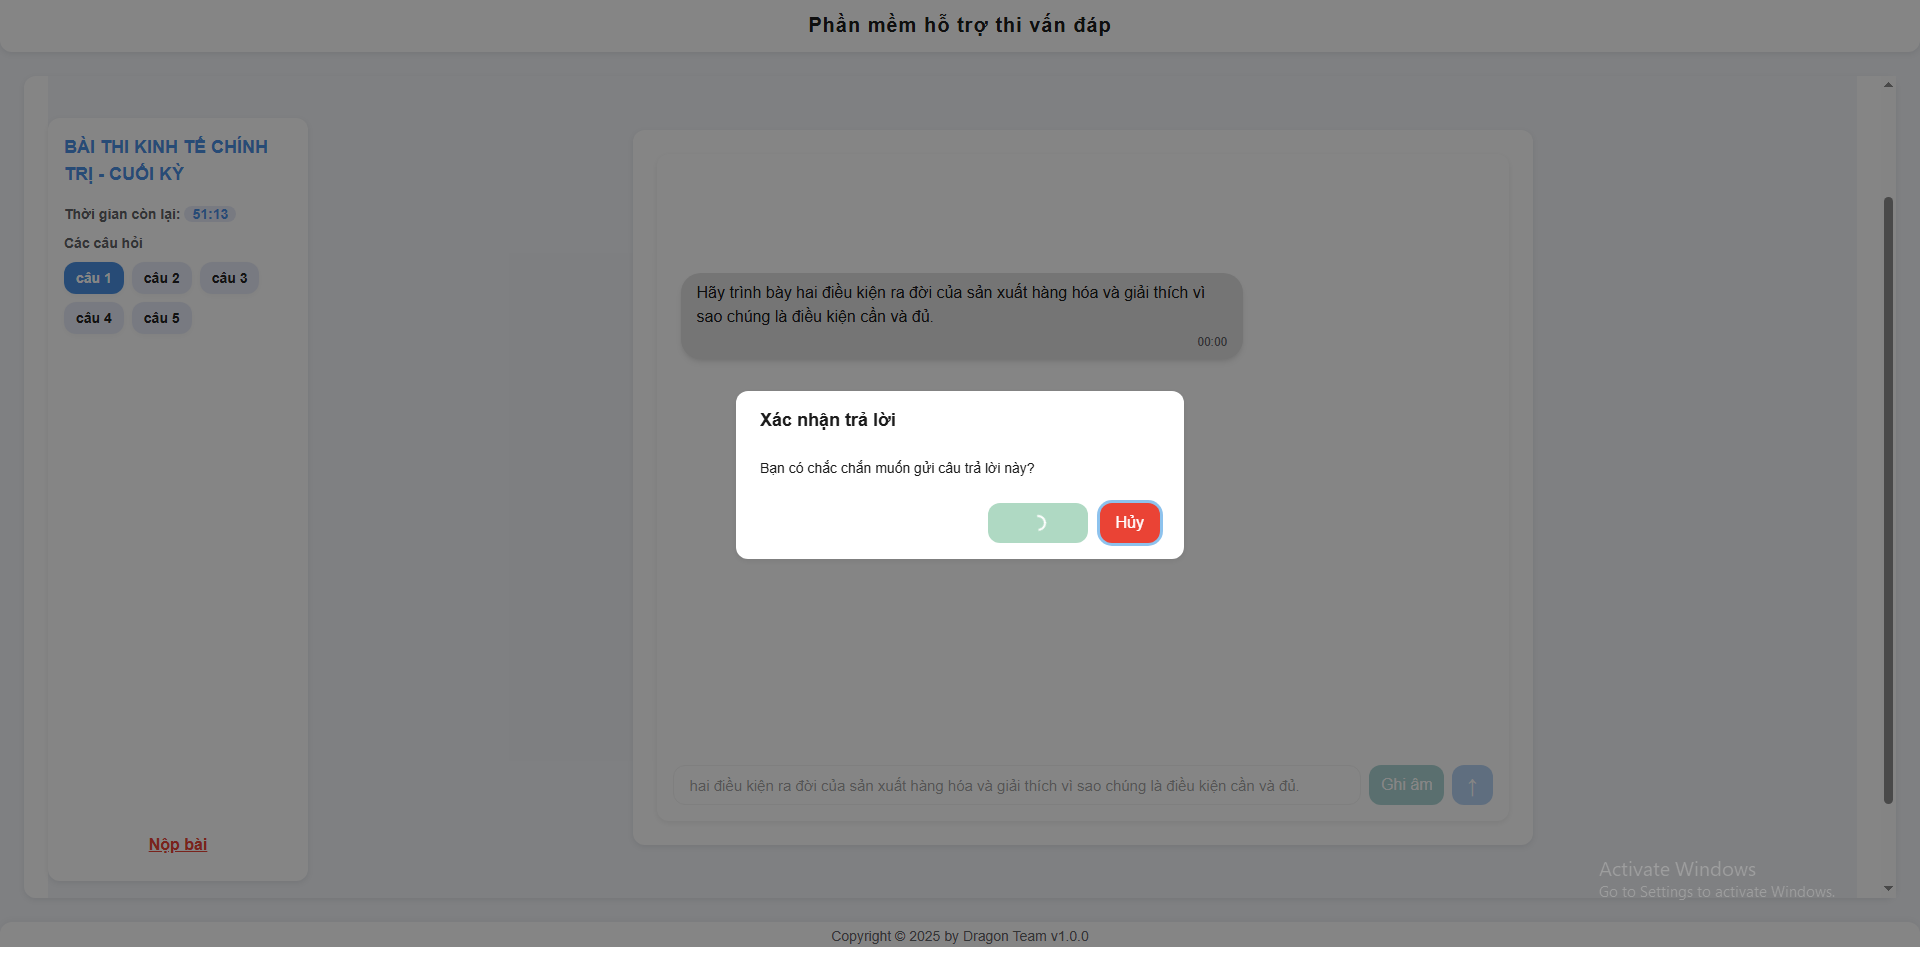 Phần mềm hỗ trợ thi vấn đáp
BÀI THI KINH TẾ CHÍNH
TRỊ - CUỐI KỲ
Thời gian còn lại: 51:13
Các câu hỏi
câu 1 câu 2 câu 3
câu 4 câu 5
Nộp bài
Hãy trình bày hai điều kiện ra đời của sản xuất hàng hóa và giải thích vì
sao chúng là điều kiện cần và đủ.
00:00
Xác nhận trả lời
Bạn có chắc chắn muốn gửi câu trả lời này?
Hủy
hai điều kiện ra đời của sản xuất hàng hóa và giải thích vì sao chúng là điều kiện cần và đủ.
Ghi âm ↑
Activate Windows
Go to Settings to activate Windows.
Copyright © 2025 by Dragon Team v1.0.0